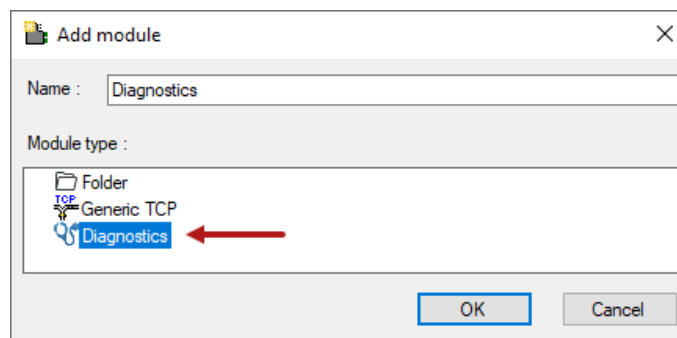 Add module
Name : Diagnostics
Module type :
Folder
TCP Generic TCP
Diagnostics
OK Cancel